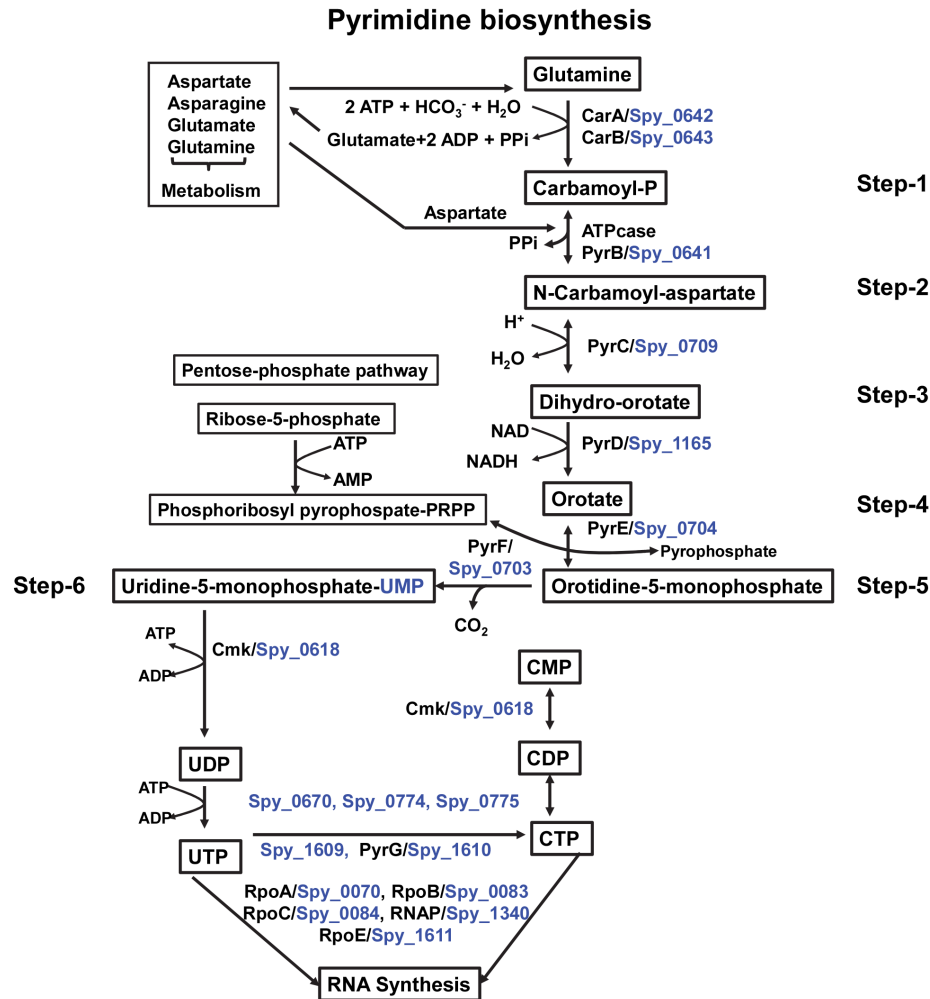 Pyrimidine biosynthesis
Aspartate
Asparagine
Glutamate
Glutamine
Metabolism
Glutamine
2 ATP + HCO₃⁻ + H₂O
Glutamate+2 ADP + PPi
CarA/Spy_0642
CarB/Spy_0643
Carbamoyl-P
Step-1
Aspartate
PPi
ATPcase
PyrB/Spy_0641
N-Carbamoyl-aspartate
Step-2
H⁺
H₂O
PyrC/Spy_0709
Pentose-phosphate pathway
Dihydro-orotate
Step-3
Ribose-5-phosphate
ATP
AMP
NAD
NADH
PyrD/Spy_1165
Orotate
Step-4
Phosphoribosyl pyrophospate-PRPP
PyrE/Spy_0704
Pyrophosphate
PyrF/
Spy_0703
Step-6
Uridine-5-monophosphate-UMP
Orotidine-5-monophosphate
Step-5
CO₂
ATP
ADP
Cmk/Spy_0618
CMP
Cmk/Spy_0618
UDP
CDP
ATP
ADP
Spy_0670, Spy_0774, Spy_0775
UTP
CTP
Spy_1609, PyrG/Spy_1610
RpoA/Spy_0070, RpoB/Spy_0083
RpoC/Spy_0084, RNAP/Spy_1340
RpoE/Spy_1611
RNA Synthesis